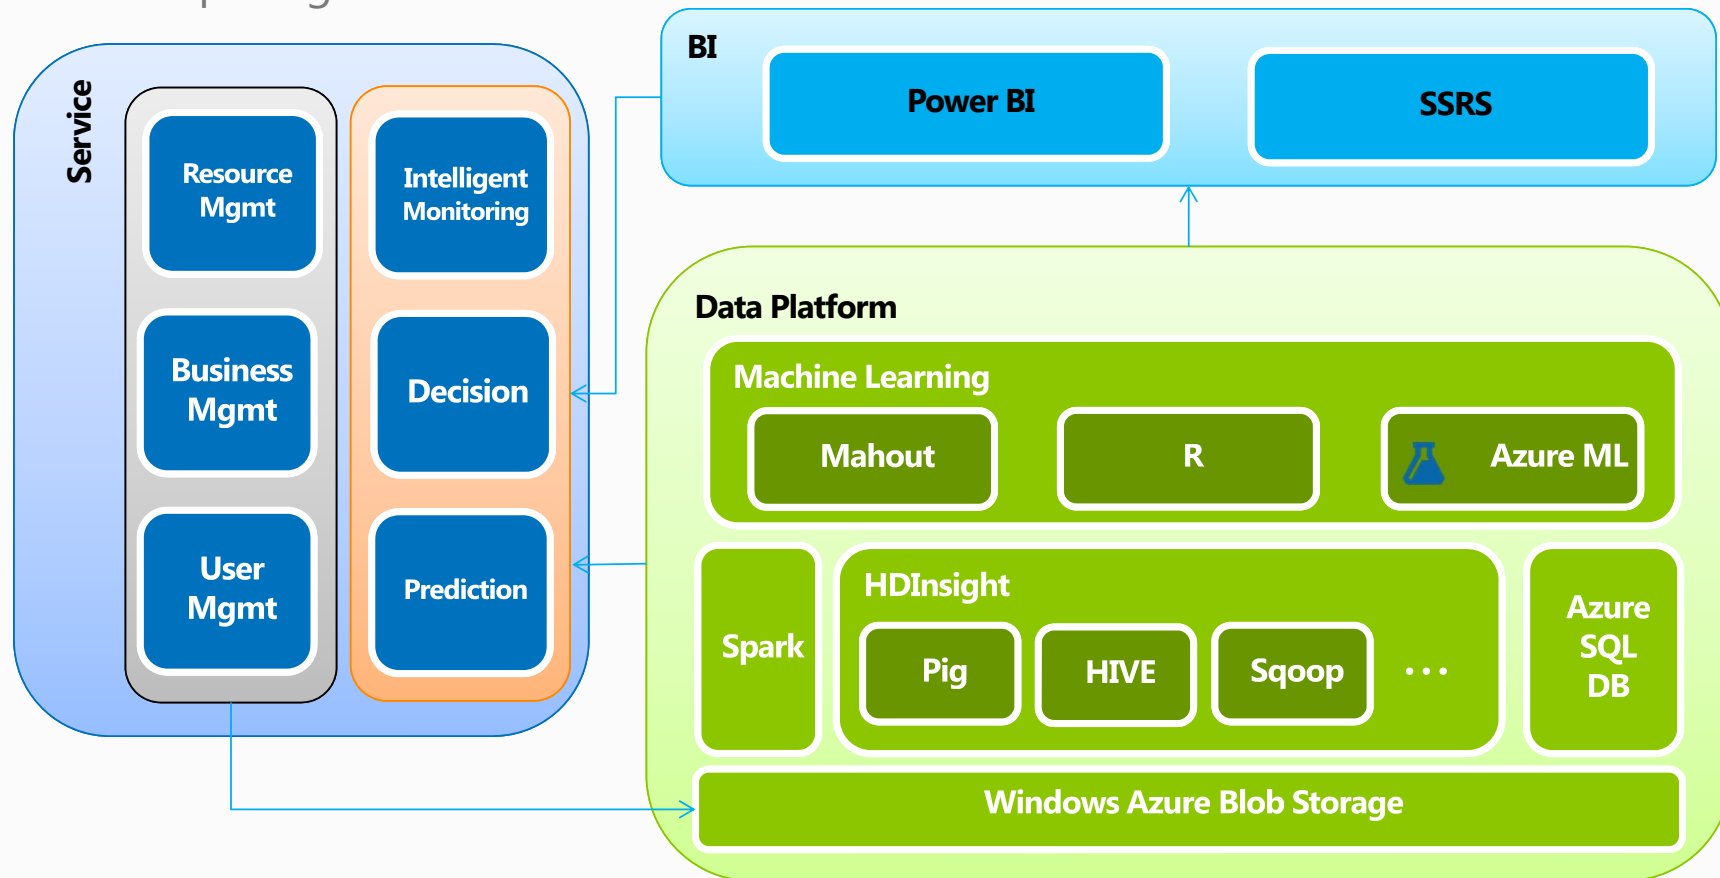 Service
Resource
Mgmt
Business
Mgmt
User
Mgmt
Intelligent
Monitoring
Decision
Prediction
BI
Power BI
SSRS
Data Platform
Machine Learning
Mahout
R
Azure ML
Spark
HDInsight
Pig
HIVE
Sqoop
...
Azure
SQL
DB
Windows Azure Blob Storage